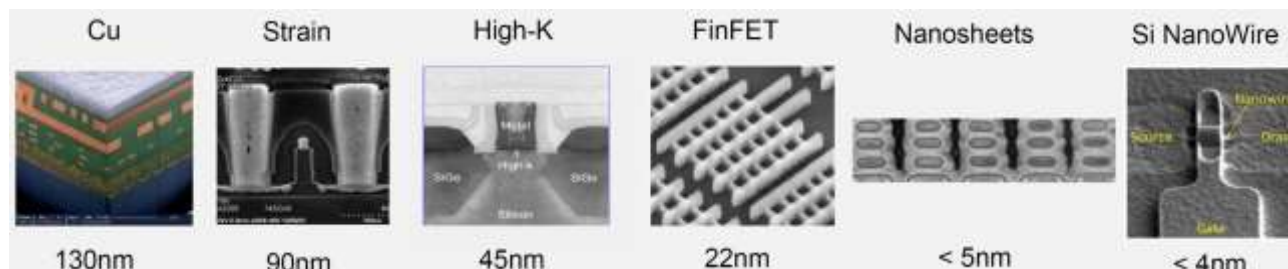 Cu
Strain
High-K
FinFET
Nanosheets
Si NanoWire
Metal
High-k
SiGe
SiGe
Silicon
Nanowire
Source
Drai
Gate
130nm
90nm
45nm
22nm
< 5nm
< 4nm